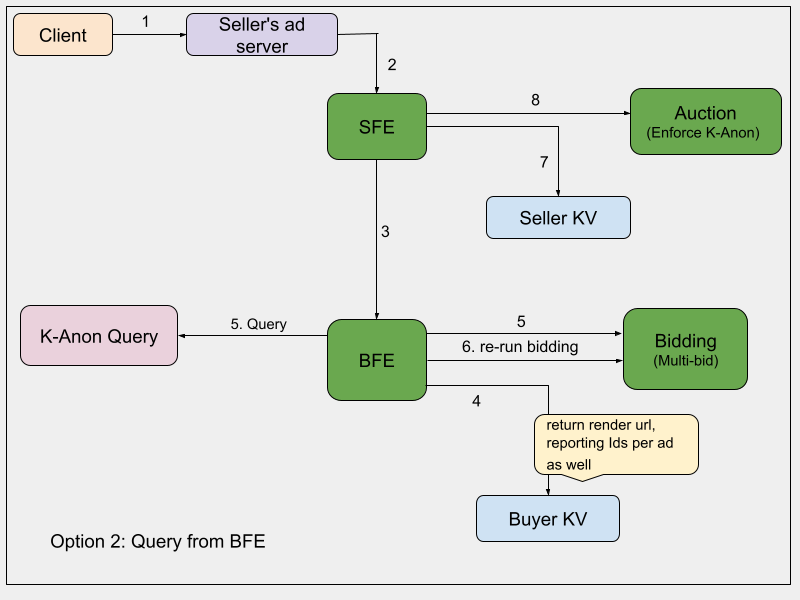 Client
1
Seller's ad
server
2
SFE
8
Auction
(Enforce K-Anon)
7
Seller KV
3
K-Anon Query
5. Query
BFE
5
6. re-run bidding
Bidding
(Multi-bid)
4
return render url,
reporting Ids per ad
as well
Buyer KV
Option 2: Query from BFE